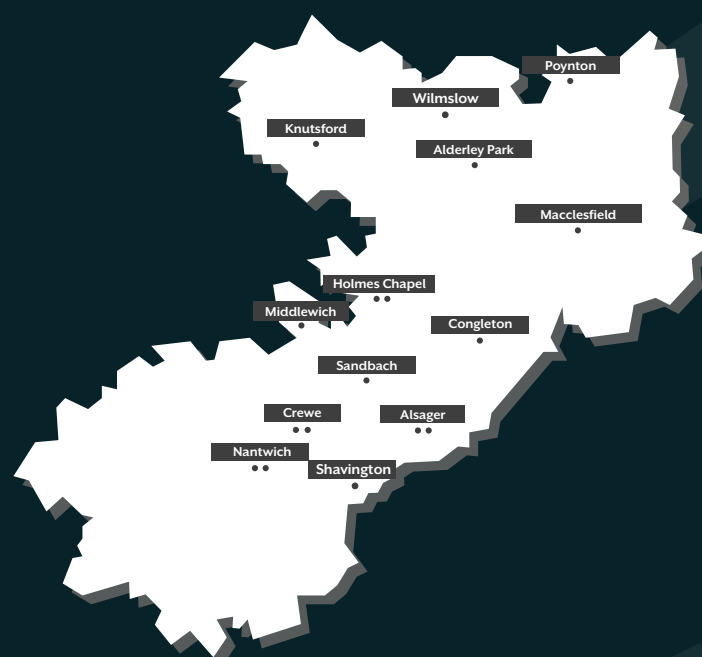 Poynton
Wilmslow
Knutsford
Alderley Park
Macclesfield
Holmes Chapel
Middlewich
Congleton
Sandbach
Crewe
Alsager
Nantwich
Shavington